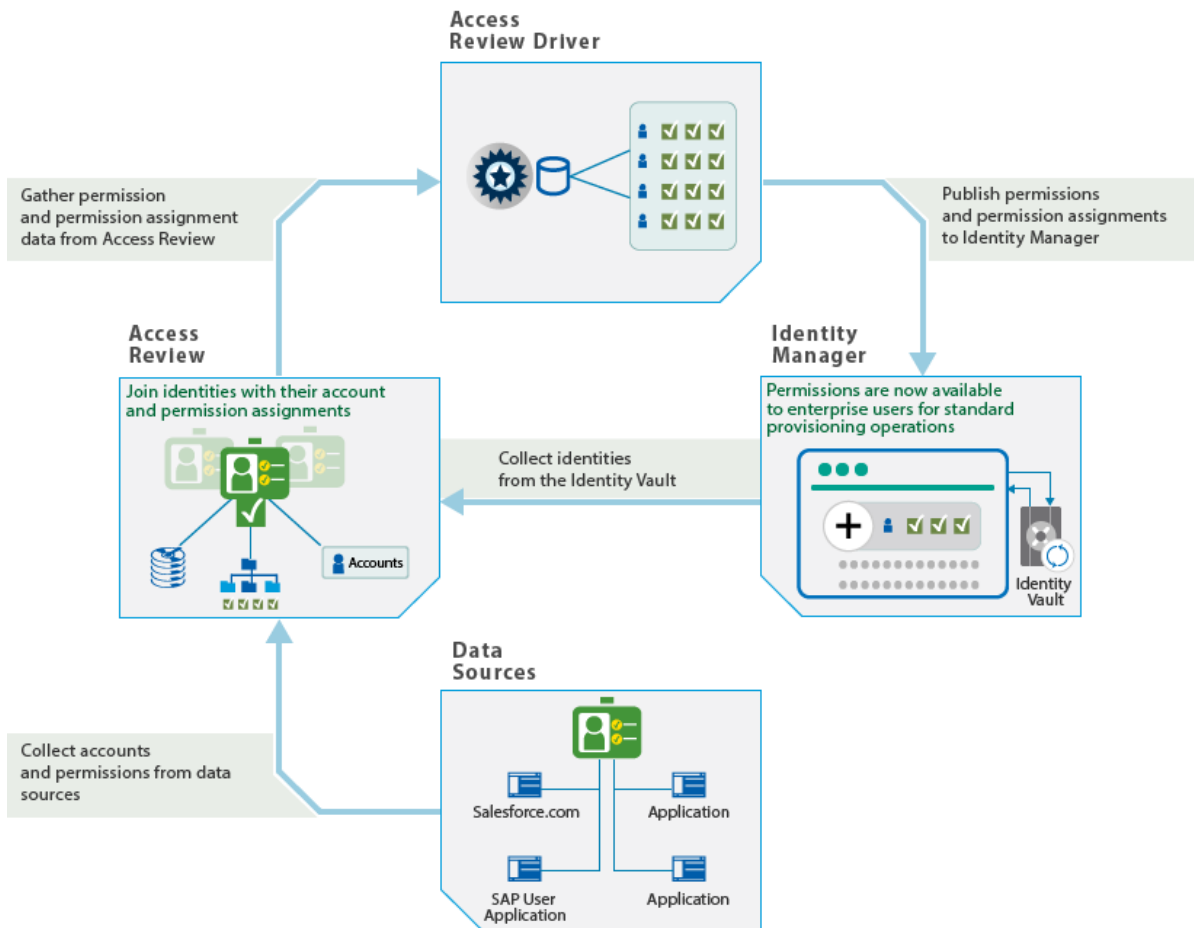 Access
Review Driver
Gather permission
and permission assignment
data from Access Review
Publish permissions
and permission assignments
to Identity Manager
Access
Review
Join identities with their account
and permission assignments
Accounts
Collect identities
from the Identity Vault
Identity
Manager
Permissions are now available
to enterprise users for standard
provisioning operations
Identity
Vault
Data
Sources
Collect accounts
and permissions from data
sources
Salesforce.com
Application
SAP User
Application
Application